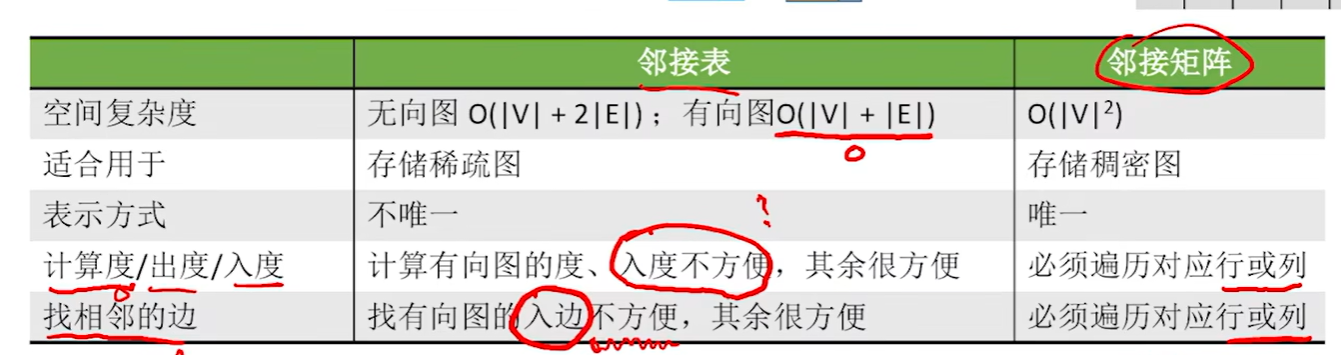 邻接表 邻接矩阵
空间复杂度 无向图 O(|V| + 2|E|)；有向图O(|V| + |E|) O(|V|²)
适合用于 存储稀疏图 存储稠密图
表示方式 不唯一 ? 唯一
计算度/出度/入度 计算有向图的度、入度不方便，其余很方便 必须遍历对应行或列
找相邻的边 找有向图的入边不方便，其余很方便 必须遍历对应行或列